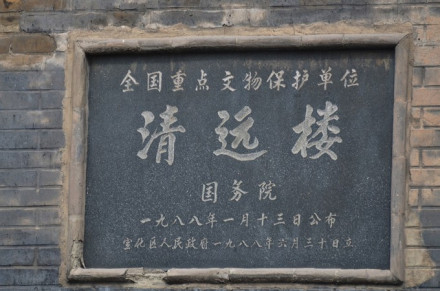 全国重点文物保护单位
清远楼
国务院
一九八八年一月十三日公布
宣化区人民政府一九八八年六月三十日立